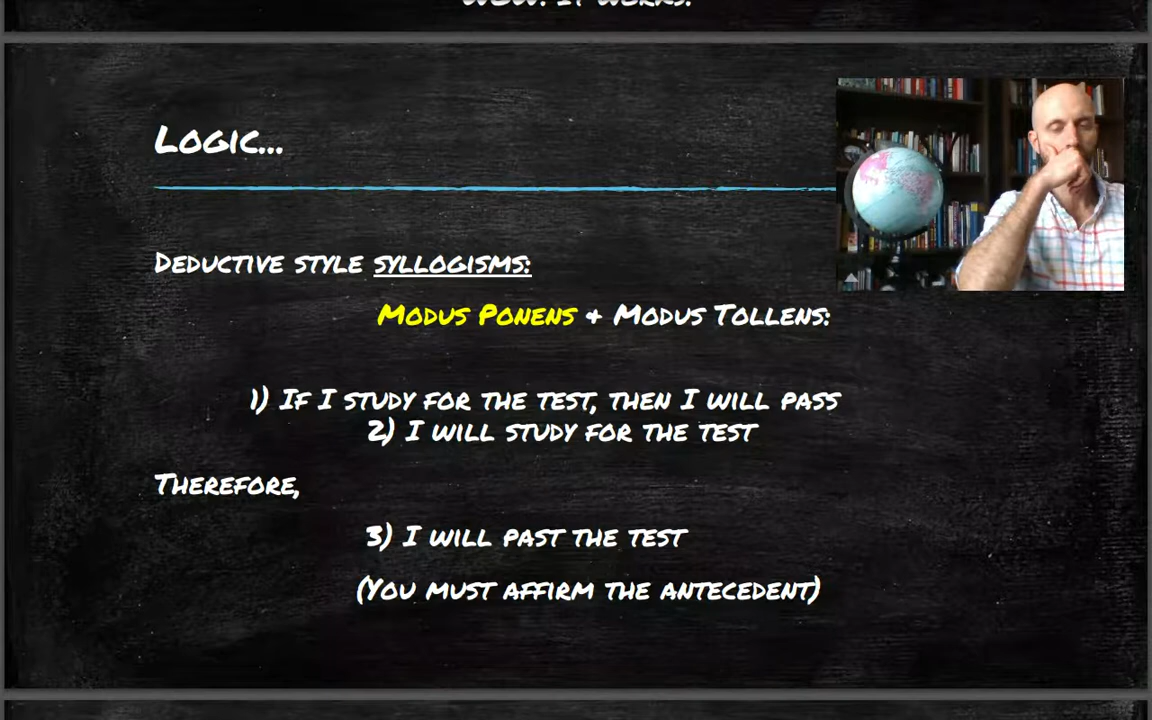 Logic...
Deductive style syllogisms:
Modus Ponens + Modus Tollens:
1) If I study for the test, then I will pass
2) I will study for the test
Therefore,
3) I will past the test
(You must affirm the antecedent)